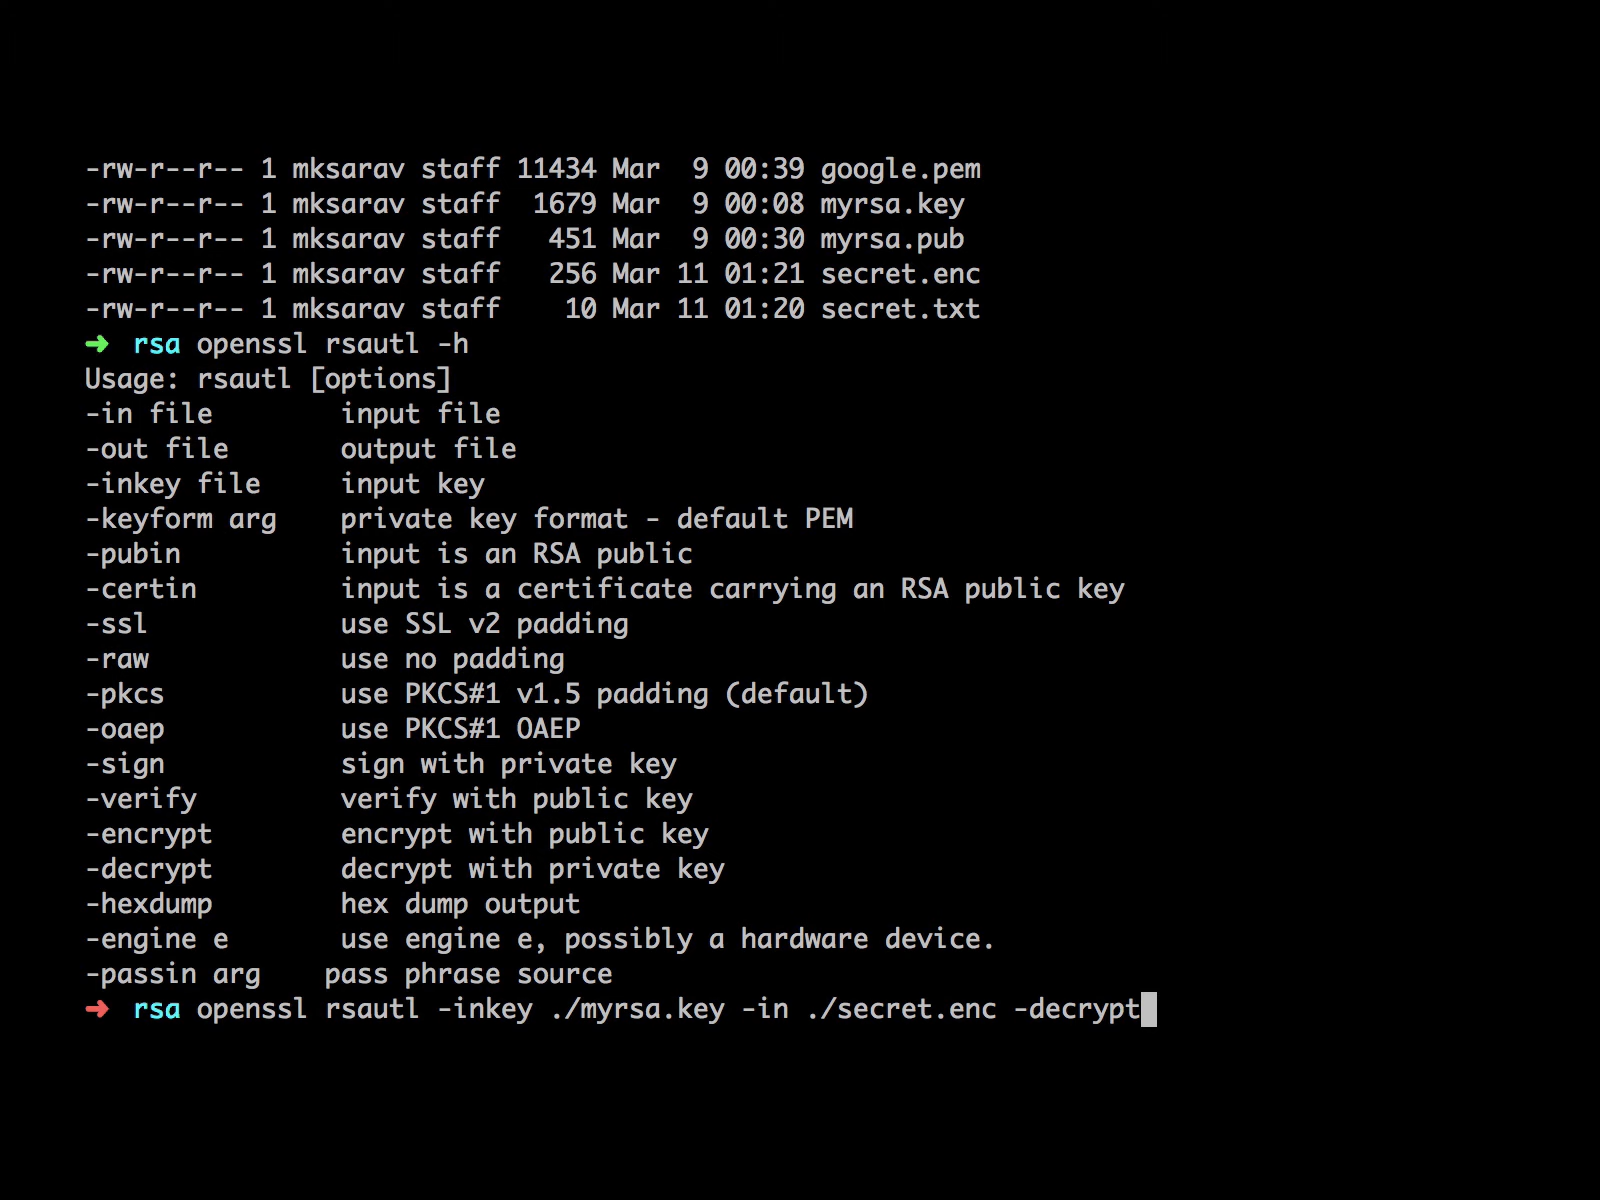 -rw-r--r-- 1 mksarav staff 11434 Mar  9 00:39 google.pem
-rw-r--r-- 1 mksarav staff  1679 Mar  9 00:08 myrsa.key
-rw-r--r-- 1 mksarav staff   451 Mar  9 00:30 myrsa.pub
-rw-r--r-- 1 mksarav staff   256 Mar 11 01:21 secret.enc
-rw-r--r-- 1 mksarav staff    10 Mar 11 01:20 secret.txt
➜  rsa openssl rsautl -h
Usage: rsautl [options]
-in file        input file
-out file       output file
-inkey file     input key
-keyform arg    private key format - default PEM
-pubin          input is an RSA public
-certin         input is a certificate carrying an RSA public key
-ssl            use SSL v2 padding
-raw            use no padding
-pkcs           use PKCS#1 v1.5 padding (default)
-oaep           use PKCS#1 OAEP
-sign           sign with private key
-verify         verify with public key
-encrypt        encrypt with public key
-decrypt        decrypt with private key
-hexdump        hex dump output
-engine e       use engine e, possibly a hardware device.
-passin arg    pass phrase source
➜  rsa openssl rsautl -inkey ./myrsa.key -in ./secret.enc -decrypt